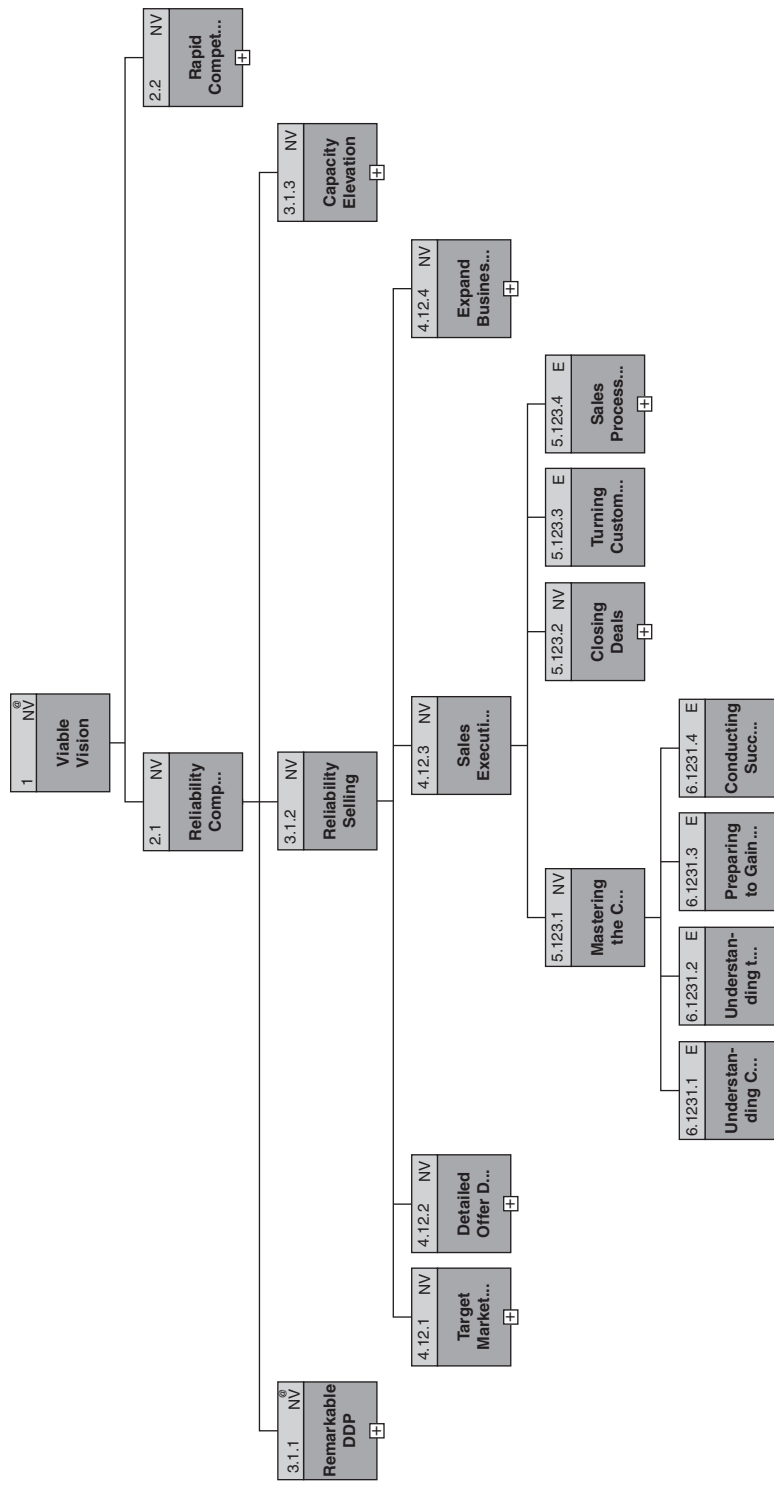 1 NV @
Viable
Vision
2.1 NV
Reliability
Comp...
2.2 NV
Rapid
Compet...
+
3.1.1 NV @
Remarkable
DDP
+
3.1.2 NV
Reliability
Selling
3.1.3 NV
Capacity
Elevation
+
4.12.1 NV
Target
Market...
+
4.12.2 NV
Detailed
Offer D...
+
4.12.3 NV
Sales
Executi...
4.12.4 NV
Expand
Busines...
+
5.123.1 NV
Mastering
the C...
5.123.2 NV
Closing
Deals
+
5.123.3 E
Turning
Custom...
5.123.4 E
Sales
Process...
+
6.1231.1 E
Understan-
ding C...
6.1231.2 E
Understan-
ding t...
6.1231.3 E
Preparing
to Gain ...
6.1231.4 E
Conducting
Succ...